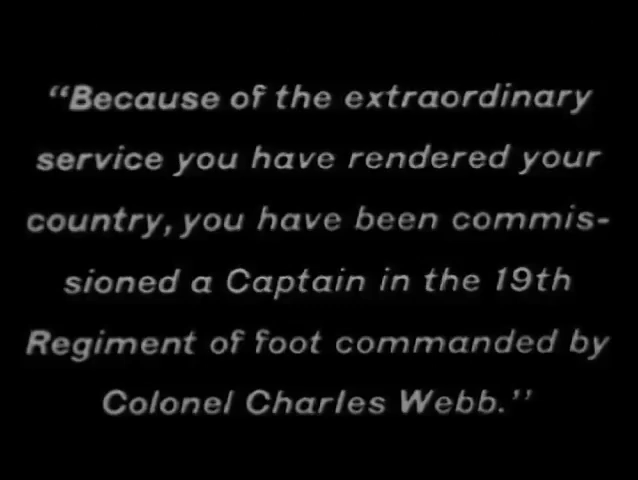 "Because of the extraordinary
service you have rendered your
country, you have been commis-
sioned a Captain in the 19th
Regiment of foot commanded by
Colonel Charles Webb."